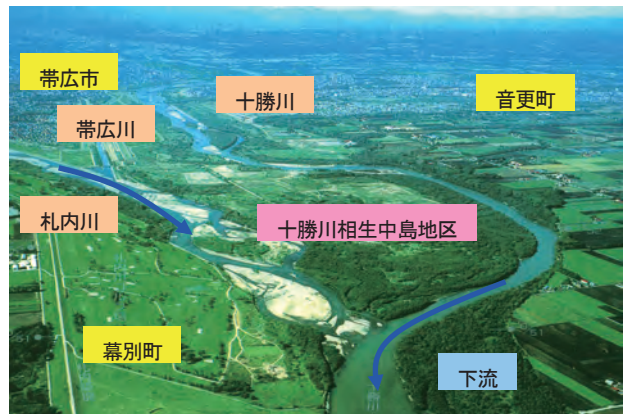 帯広市
十勝川
音更町
帯広川
札内川
十勝川相生中島地区
幕別町
下流